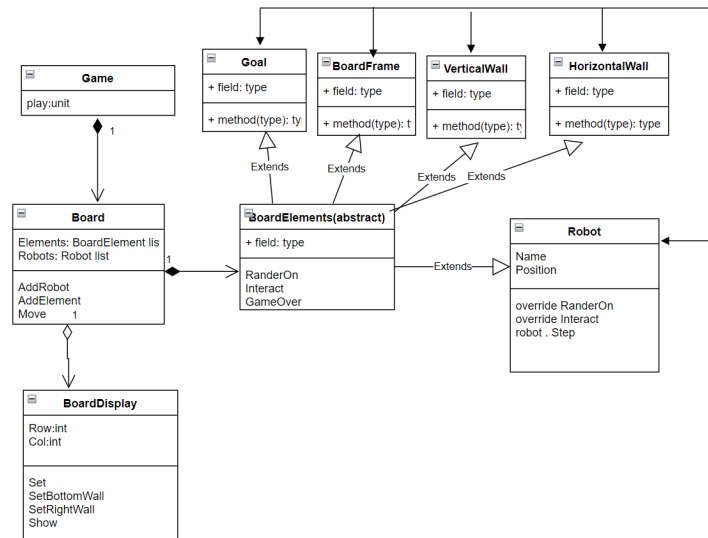 Goal
+ field: type
+ method(type): ty
BoardFrame
+ field: type
+ method(type): t
VerticalWall
+ field: type
+ method(type): ty
HorizontalWall
+ field: type
+ method(type): type
Game
play:unit
1
Extends
Extends
Extends
Extends
Board
Elements: BoardElement lis
Robots: Robot list
AddRobot
AddElement
Move
1
1
BoardElements(abstract)
+ field: type
RanderOn
Interact
GameOver
Extends
Robot
Name
Position
override RanderOn
override Interact
robot . Step
BoardDisplay
Row:int
Col:int
Set
SetBottomWall
SetRightWall
Show